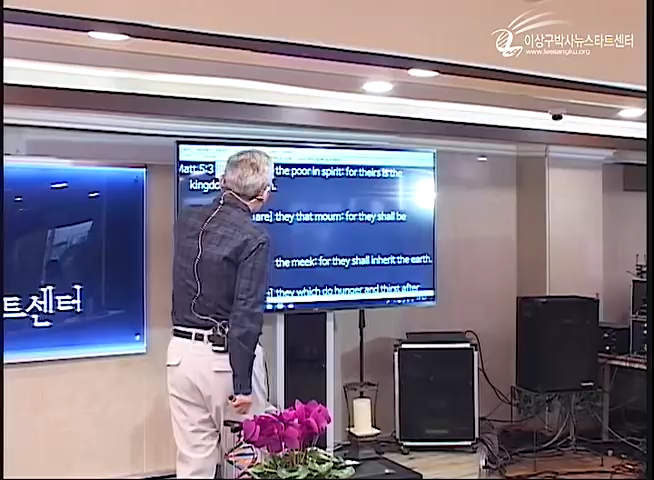 이상구박사뉴스타트센터
www.leesangku.org
Matt 5:3 the poor in spirit: for theirs is the
kingdo
are] they that mourn: for they shall be
the meek: for they shall inherit the earth.
they which do hunger and thirst after
트센터